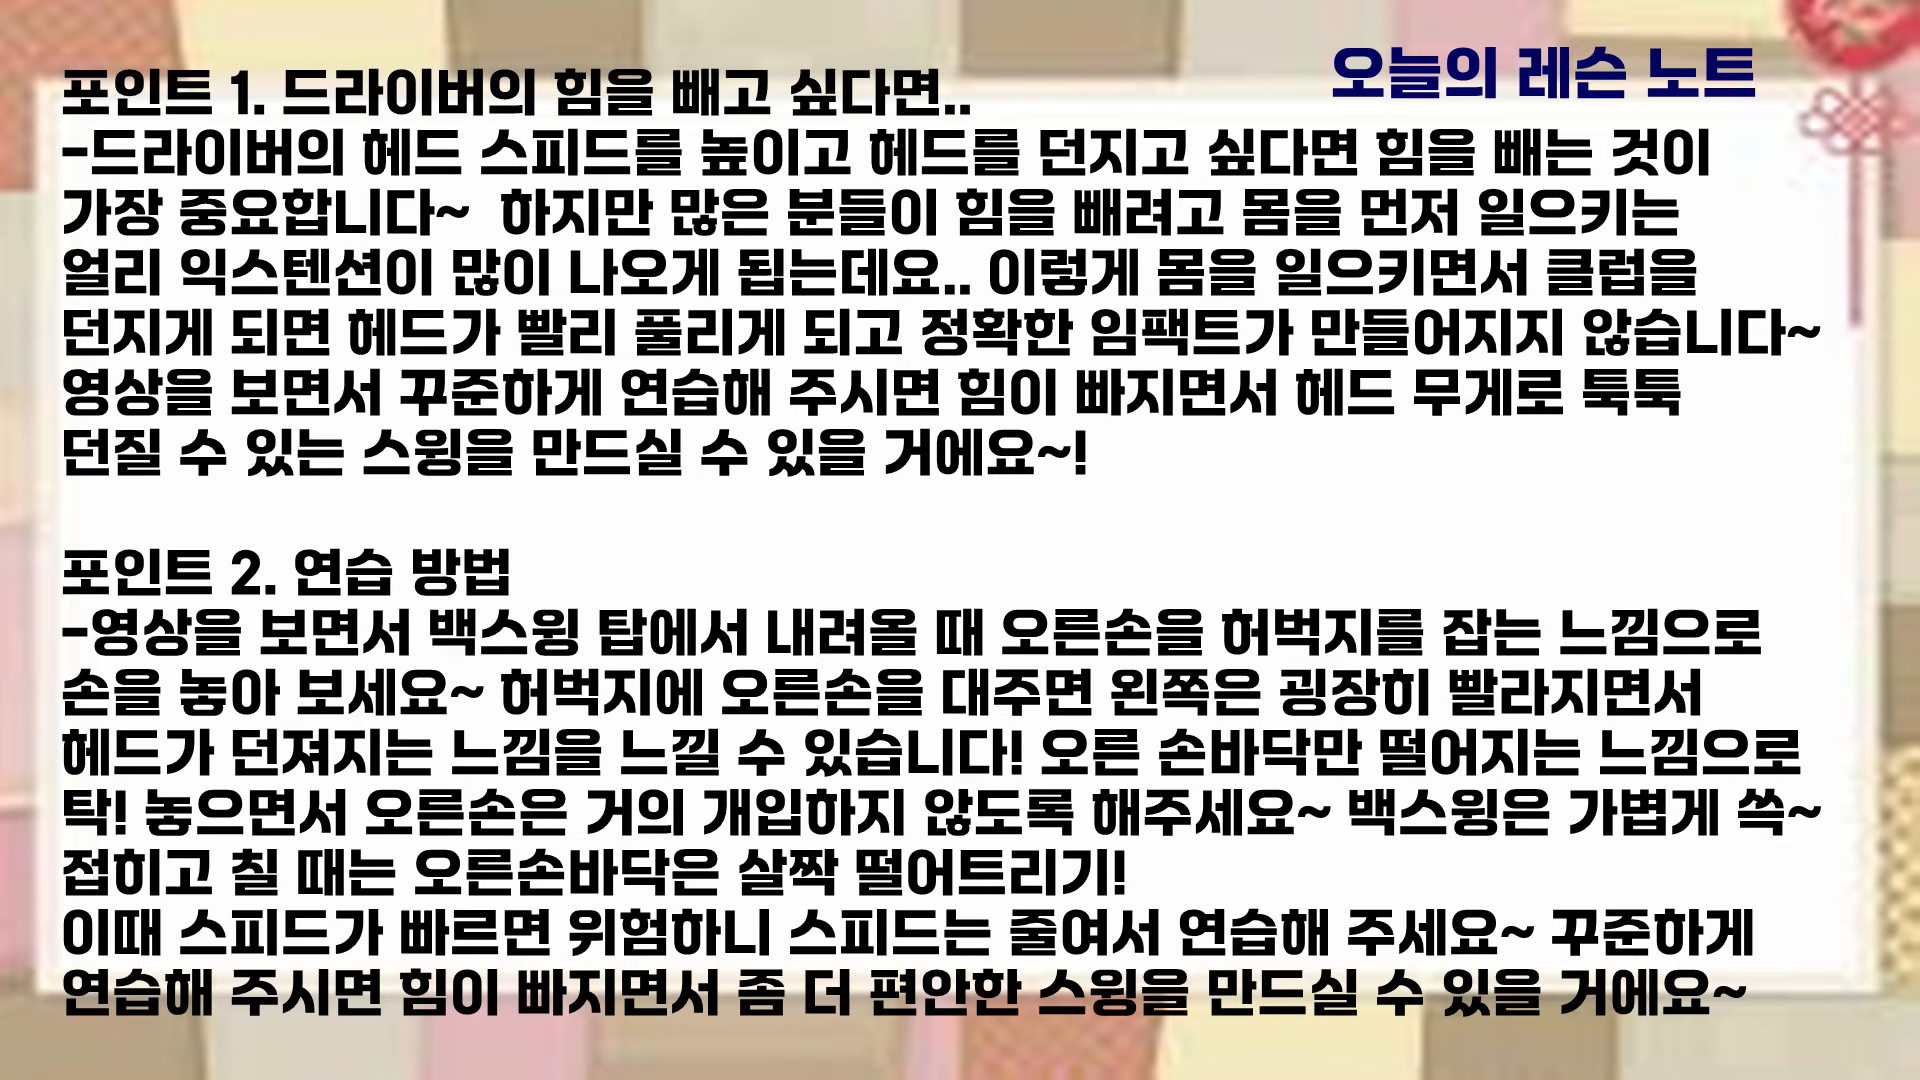 오늘의 레슨 노트
포인트 1. 드라이버의 힘을 빼고 싶다면..
-드라이버의 헤드 스피드를 높이고 헤드를 던지고 싶다면 힘을 빼는 것이
가장 중요합니다~ 하지만 많은 분들이 힘을 빼려고 몸을 먼저 일으키는
얼리 익스텐션이 많이 나오게 됩는데요.. 이렇게 몸을 일으키면서 클럽을
던지게 되면 헤드가 빨리 풀리게 되고 정확한 임팩트가 만들어지지 않습니다~
영상을 보면서 꾸준하게 연습해 주시면 힘이 빠지면서 헤드 무게로 툭툭
던질 수 있는 스윙을 만드실 수 있을 거에요~!
포인트 2. 연습 방법
-영상을 보면서 백스윙 탑에서 내려올 때 오른손을 허벅지를 잡는 느낌으로
손을 놓아 보세요~ 허벅지에 오른손을 대주면 왼쪽은 굉장히 빨라지면서
헤드가 던져지는 느낌을 느낄 수 있습니다! 오른 손바닥만 떨어지는 느낌으로
탁! 놓으면서 오른손은 거의 개입하지 않도록 해주세요~ 백스윙은 가볍게 쓱~
접히고 칠 때는 오른손바닥은 살짝 떨어트리기!
이때 스피드가 빠르면 위험하니 스피드는 줄여서 연습해 주세요~ 꾸준하게
연습해 주시면 힘이 빠지면서 좀 더 편안한 스윙을 만드실 수 있을 거에요~